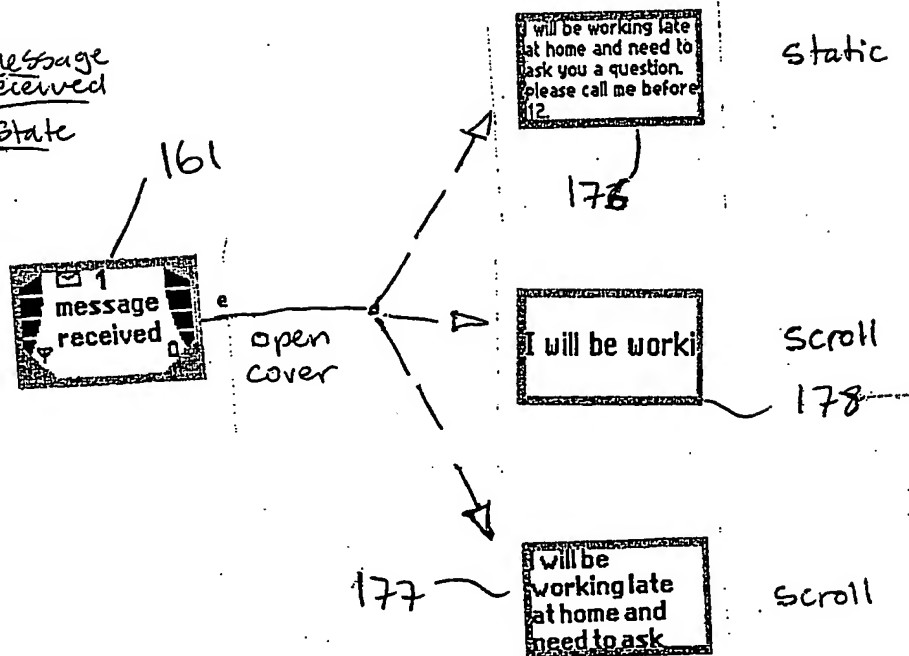 message
received
state
161
1
message
received
e
open
cover
I will be working late
at home and need to
ask you a question.
please call me before
12.
static
176
I will be worki
scroll
178
I will be
working late
at home and
need to ask
177
scroll